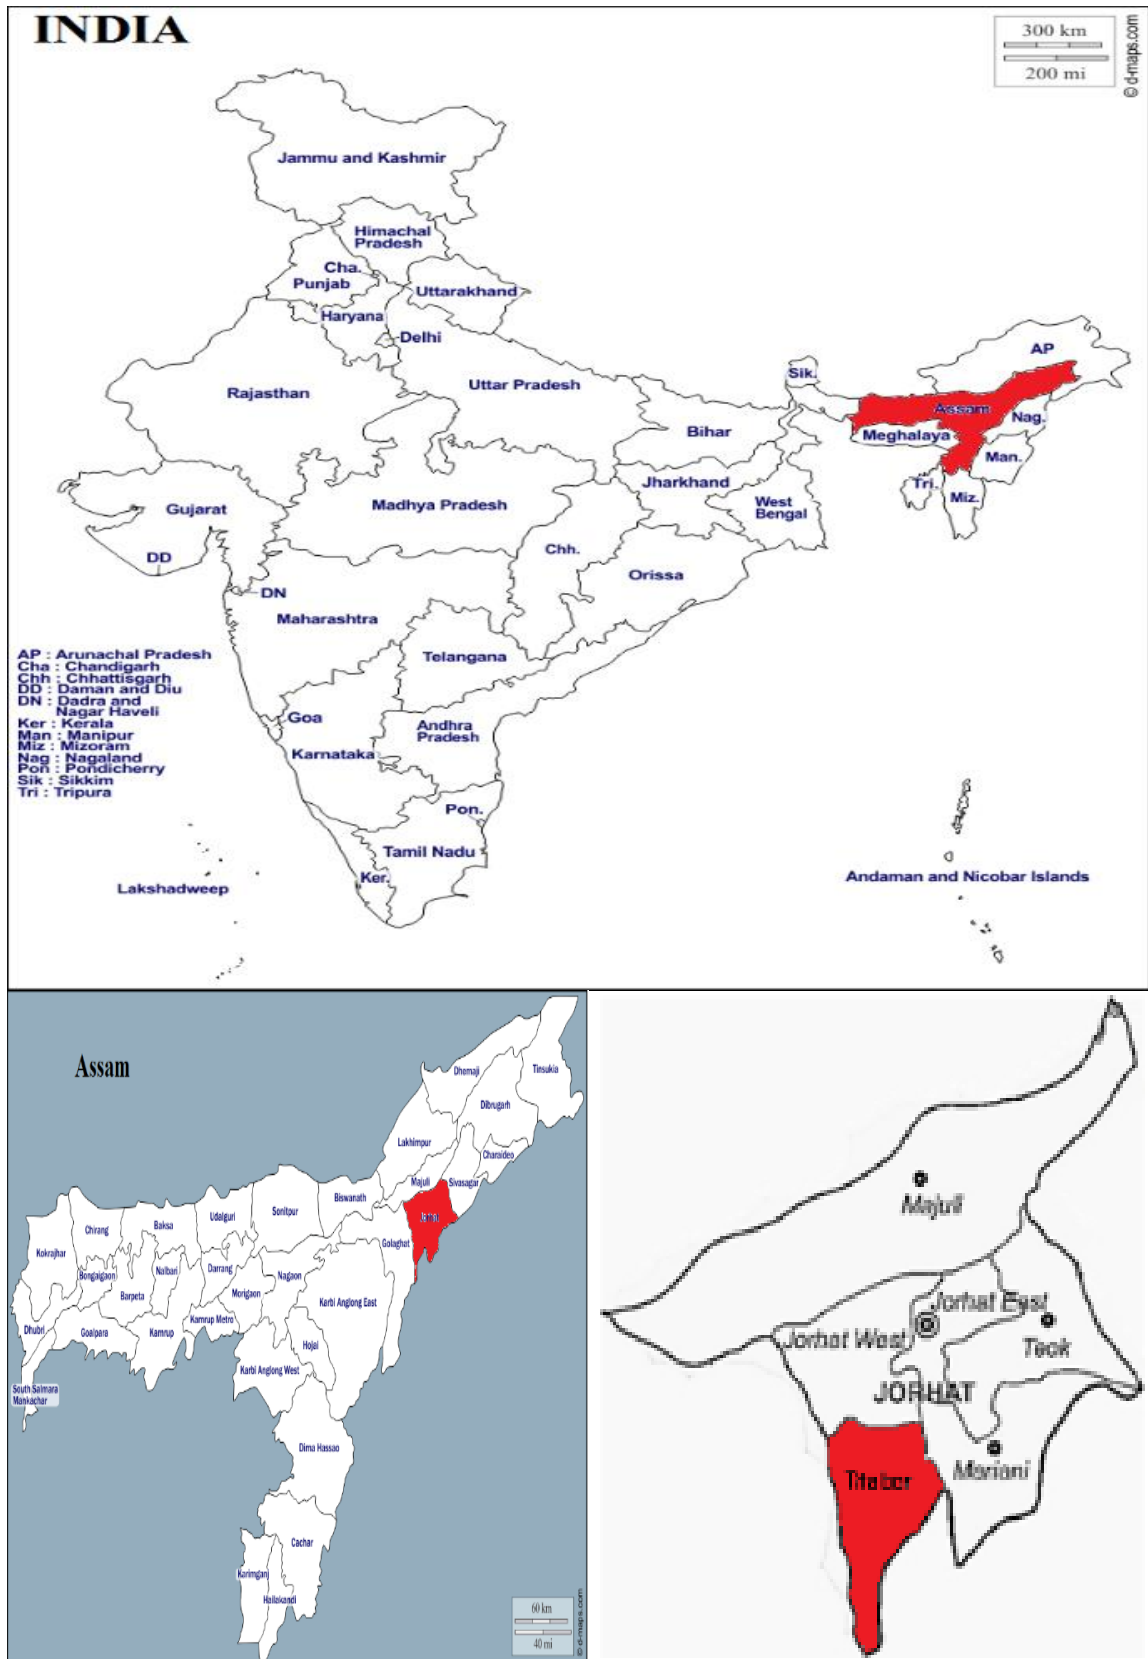 INDIA
300 km
200 mi
© d-maps.com
Jammu and Kashmir
Himachal
Pradesh
Cha.
Punjab
Uttarakhand
Haryana
Delhi
Rajasthan
Uttar Pradesh
Sik.
AP
Assam
Nag.
Meghalaya
Man.
Tri.
Miz.
Bihar
Jharkhand
West
Bengal
Gujarat
Madhya Pradesh
Chh.
Orissa
DD
DN
Maharashtra
Telangana
Goa
Andhra
Pradesh
Karnataka
Pon.
Tamil Nadu
Ker.
Lakshadweep
Andaman and Nicobar Islands
AP : Arunachal Pradesh
Cha : Chandigarh
Chh : Chhattisgarh
DD : Daman and Diu
DN : Dadra and
Nagar Haveli
Ker : Kerala
Man : Manipur
Miz : Mizoram
Nag : Nagaland
Pon : Pondicherry
Sik : Sikkim
Tri : Tripura
Assam
Dhemaji
Tinsukia
Dibrugarh
Lakhimpur
Charaideo
Majuli
Sivasagar
Biswanath
Sonitpur
Udalguri
Baksa
Chirang
Kokrajhar
Golaghat
Bongaigaon
Nalbari
Darrang
Nagaon
Barpeta
Morigaon
Karbi Anglong East
Dhubri
Goalpara
Kamrup
Kamrup Metro
Hojai
Karbi Anglong West
South Salmara
Mankachar
Dima Hassao
Cachar
Karimganj
Hailakandi
60 km
40 mi
© d-maps.com
Majuli
Jorhat East
Jorhat West
Teok
JORHAT
Mariani
Titabor